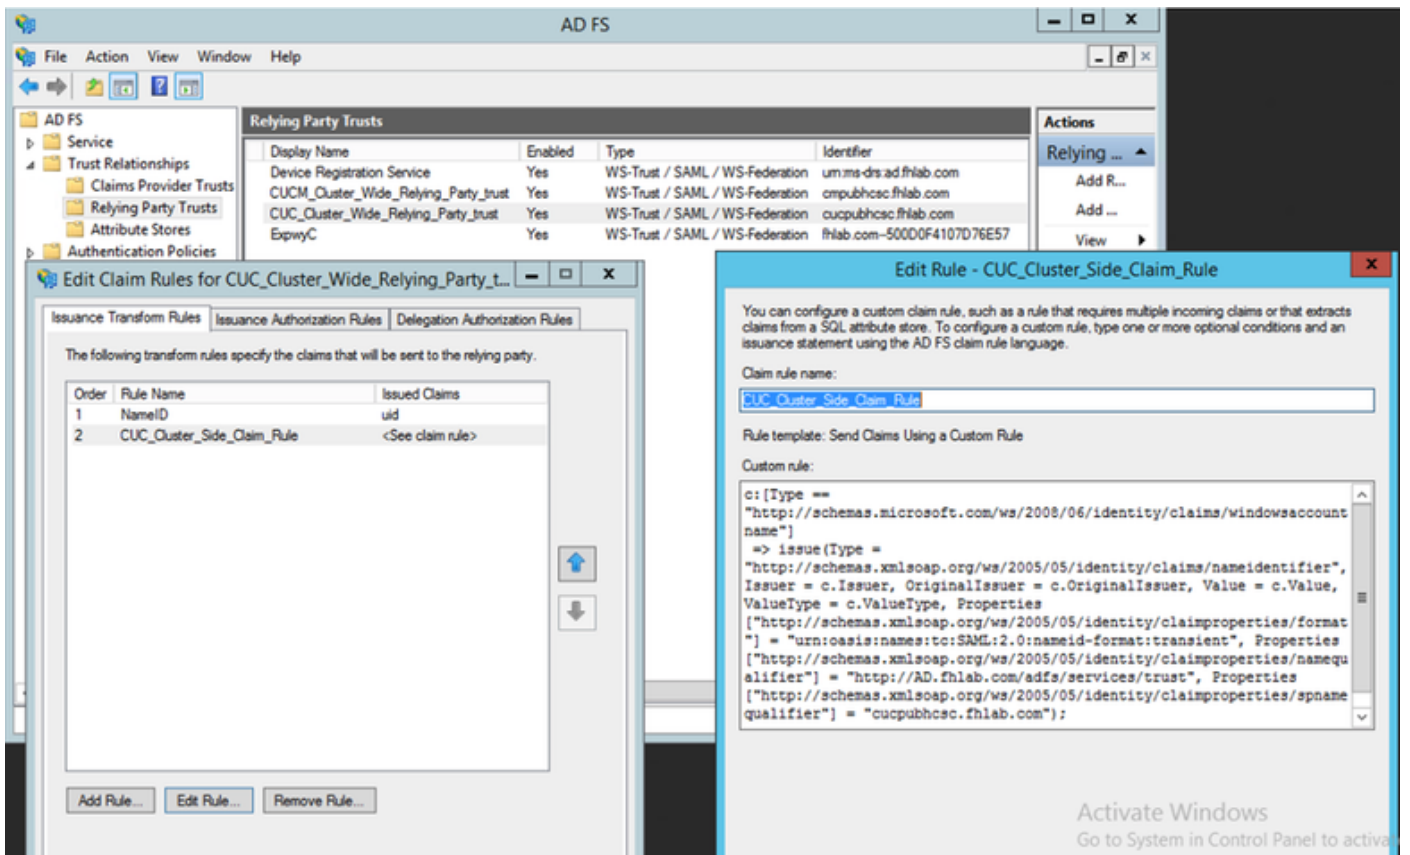 AD FS
File Action View Window Help
AD FS
Service
Trust Relationships
Claims Provider Trusts
Relying Party Trusts
Attribute Stores
Authentication Policies
Relying Party Trusts
Display Name Enabled Type Identifier
Device Registration Service Yes WS-Trust / SAML / WS-Federation urn:ms-drs:ad.fhlab.com
CUCM_Cluster_Wide_Relying_Party_trust Yes WS-Trust / SAML / WS-Federation cmpubhcsc.fhlab.com
CUC_Cluster_Wide_Relying_Party_trust Yes WS-Trust / SAML / WS-Federation cucpubhcsc.fhlab.com
ExpwyC Yes WS-Trust / SAML / WS-Federation fhlab.com--500D0F4107D76E57
Actions
Relying ...
Add R...
Add ...
View
Edit Claim Rules for CUC_Cluster_Wide_Relying_Party_t...
Issuance Transform Rules Issuance Authorization Rules Delegation Authorization Rules
The following transform rules specify the claims that will be sent to the relying party.
Order Rule Name Issued Claims
1 NameID uid
2 CUC_Cluster_Side_Claim_Rule <See claim rule>
Add Rule... Edit Rule... Remove Rule...
Edit Rule - CUC_Cluster_Side_Claim_Rule
You can configure a custom claim rule, such as a rule that requires multiple incoming claims or that extracts
claims from a SQL attribute store. To configure a custom rule, type one or more optional conditions and an
issuance statement using the AD FS claim rule language.
Claim rule name:
CUC_Cluster_Side_Claim_Rule
Rule template: Send Claims Using a Custom Rule
Custom rule:
c:[Type ==
"http://schemas.microsoft.com/ws/2008/06/identity/claims/windowsaccount
name"]
=> issue(Type =
"http://schemas.xmlsoap.org/ws/2005/05/identity/claims/nameidentifier",
Issuer = c.Issuer, OriginalIssuer = c.OriginalIssuer, Value = c.Value,
ValueType = c.ValueType, Properties
["http://schemas.xmlsoap.org/ws/2005/05/identity/claimproperties/format
"] = "urn:oasis:names:tc:SAML:2.0:nameid-format:transient", Properties
["http://schemas.xmlsoap.org/ws/2005/05/identity/claimproperties/namequ
alifier"] = "http://AD.fhlab.com/adfs/services/trust", Properties
["http://schemas.xmlsoap.org/ws/2005/05/identity/claimproperties/spname
qualifier"] = "cucpubhcsc.fhlab.com");
Activate Windows
Go to System in Control Panel to activa